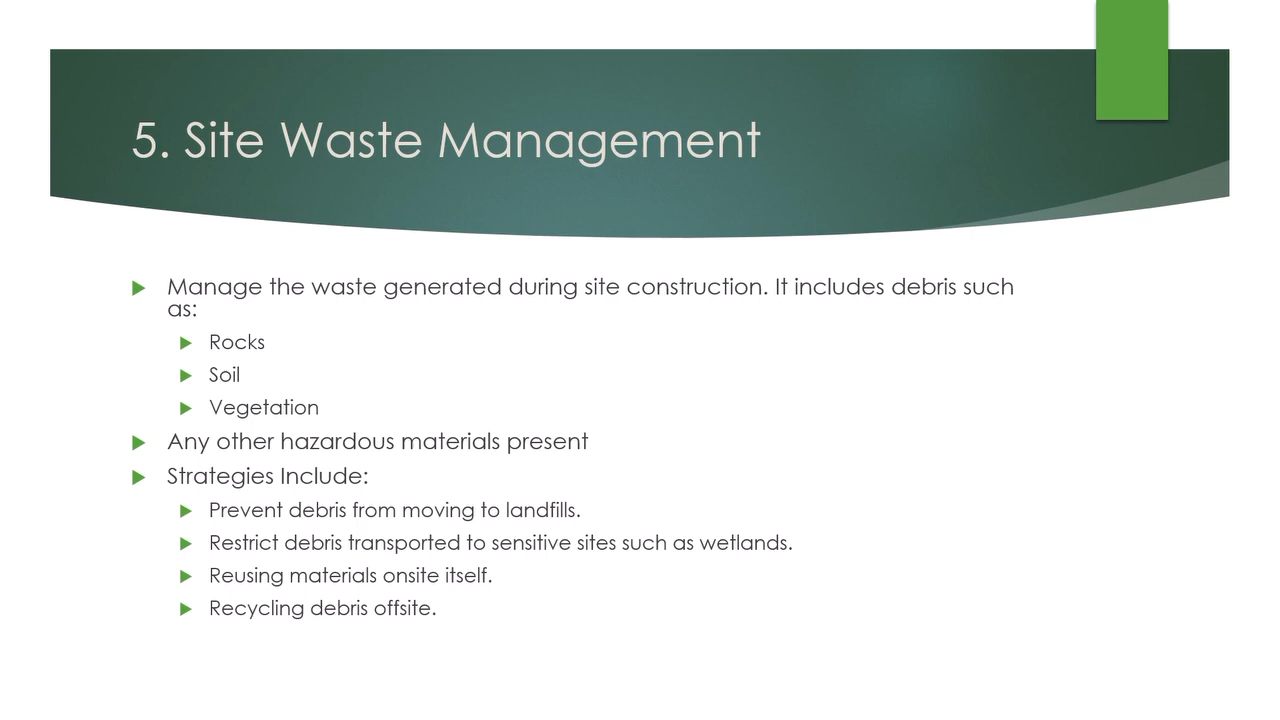 5. Site Waste Management
Manage the waste generated during site construction. It includes debris such
as:
Rocks
Soil
Vegetation
Any other hazardous materials present
Strategies Include:
Prevent debris from moving to landfills.
Restrict debris transported to sensitive sites such as wetlands.
Reusing materials onsite itself.
Recycling debris offsite.